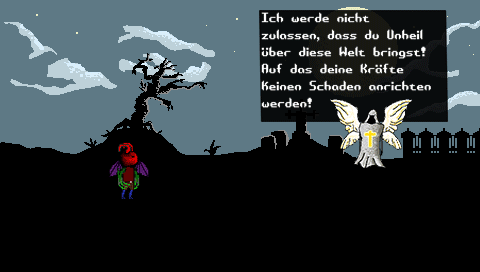 Ich werde nicht
zulassen, dass du Unheil
über diese Welt bringst!
Auf das deine Kräfte
Keinen Schaden anrichten
werden!